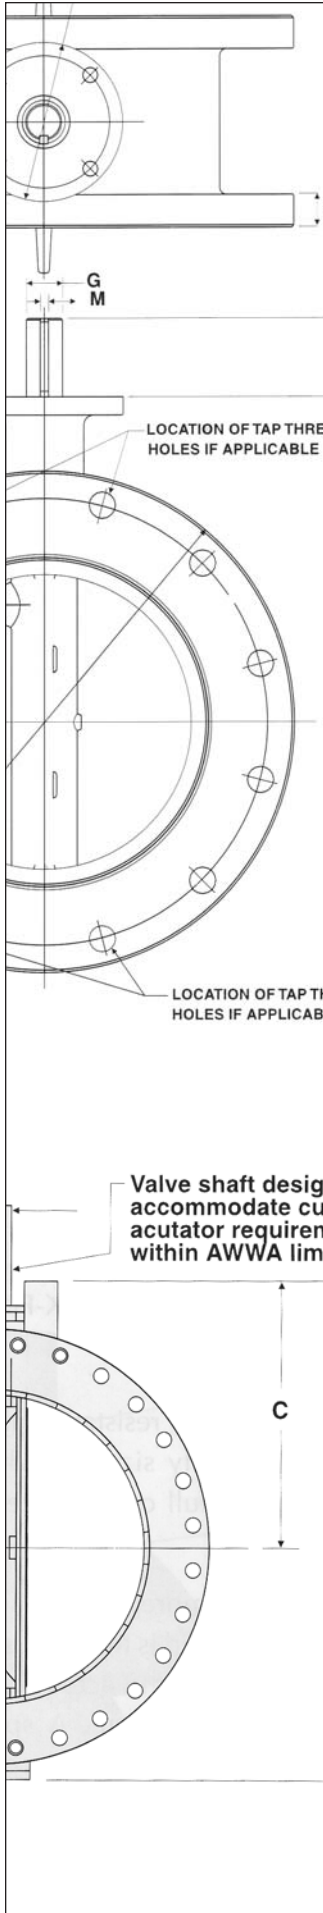 G
M
LOCATION OF TAP THRE
HOLES IF APPLICABLE
LOCATION OF TAP TH
HOLES IF APPLICAB
Valve shaft desig
accommodate cu
acutator requiren
within AWWA lim
C